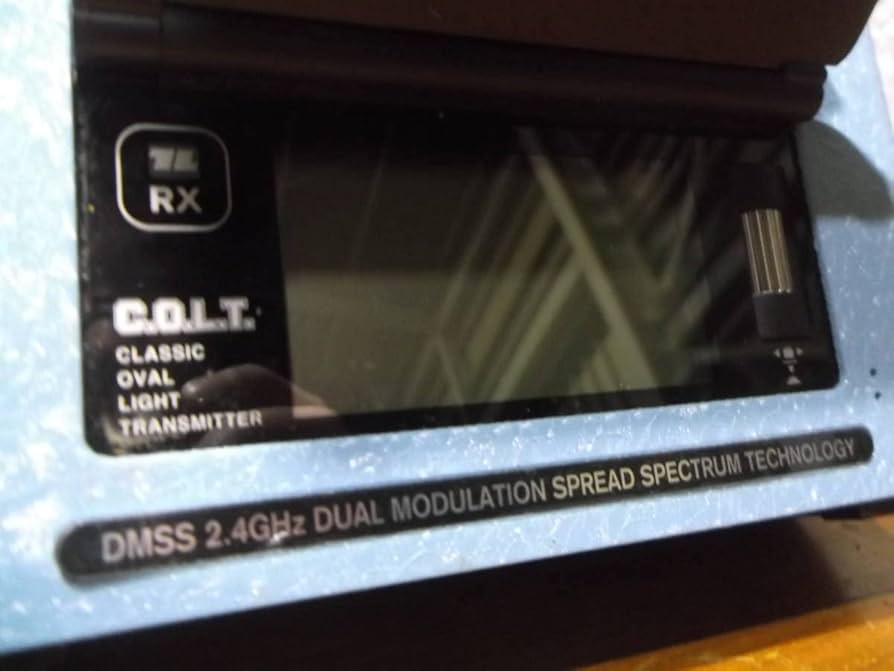 RX
C.O.L.T.
CLASSIC
OVAL
LIGHT
TRANSMITTER
DMSS 2.4GHz DUAL MODULATION SPREAD SPECTRUM TECHNOLOGY